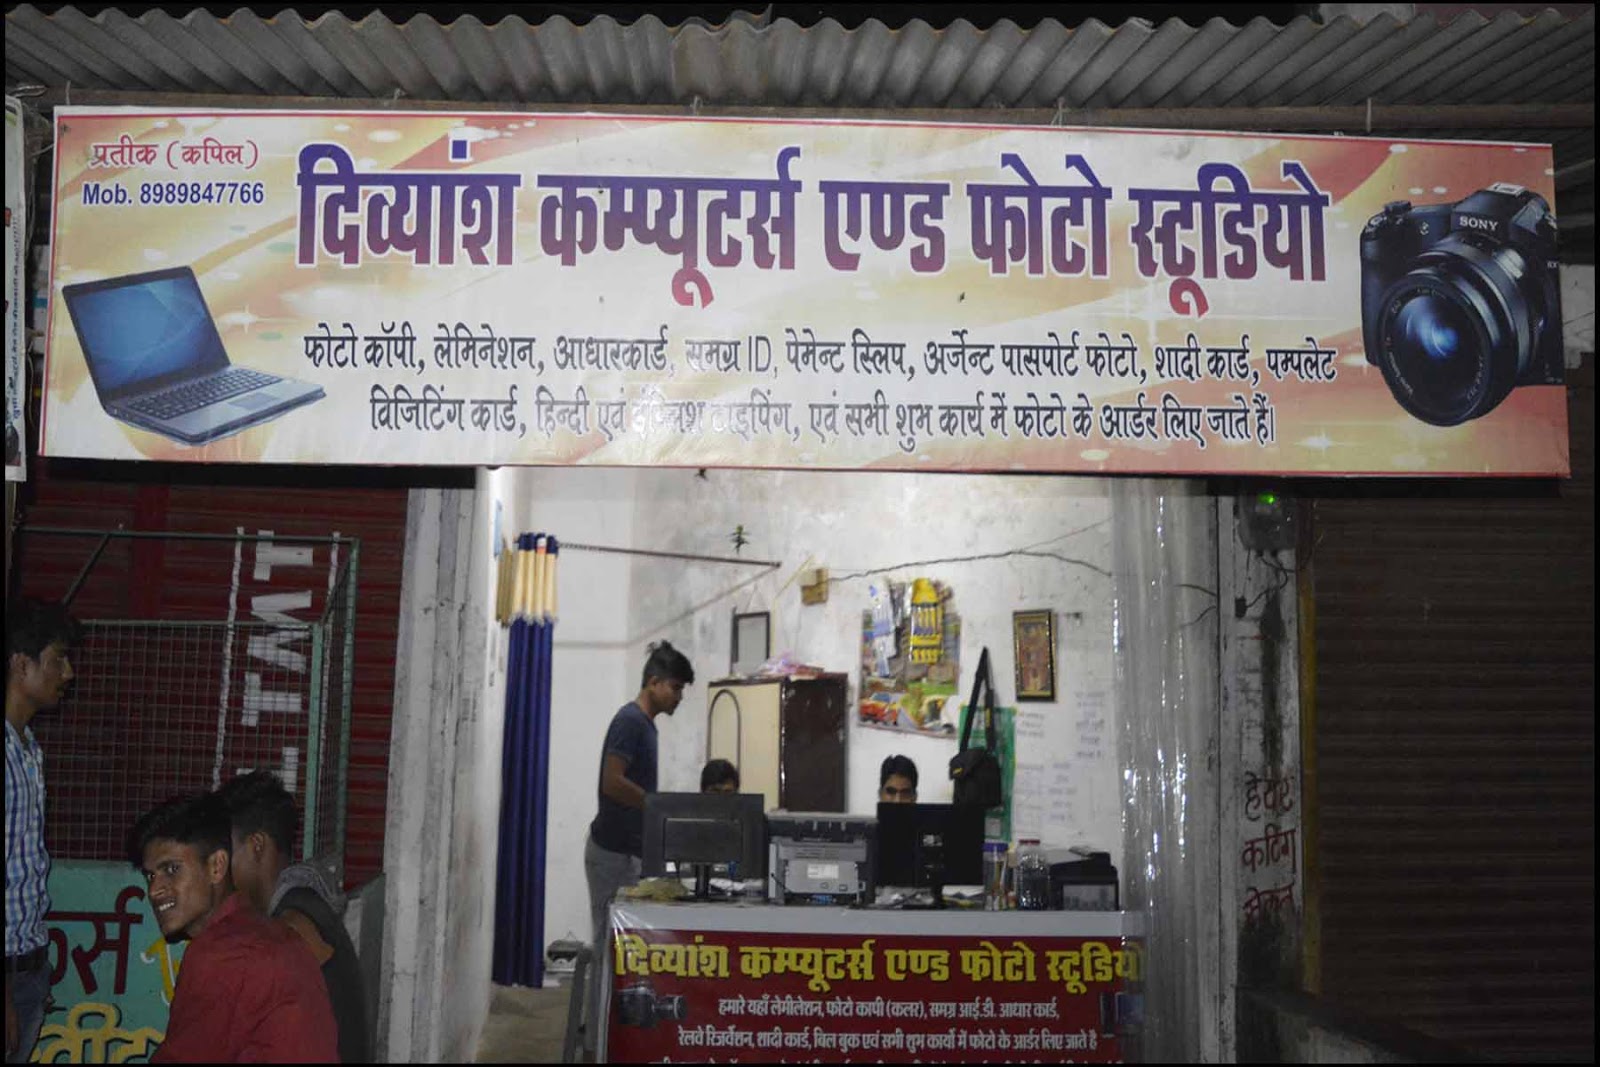 प्रतीक (कपिल)
Mob. 8989847766
दिव्यांश कम्प्यूटर्स एण्ड फोटो स्टूडियो
SONY
फोटो कॉपी, लेमिनेशन, आधारकार्ड, समग्र ID, पेमेन्ट स्लिप, अर्जेन्ट पासपोर्ट फोटो, शादी कार्ड, पम्पलेट
विजिटिंग कार्ड, हिन्दी एवं इंग्लिश टाइपिंग, एवं सभी शुभ कार्य में फोटो के आर्डर लिए जाते हैं।
हेयर
कटिंग
दिव्यांश कम्प्यूटर्स एण्ड फोटो स्टूडियो
हमारे यहाँ लेमीलेशन, फोटो कापी (कलर), समग्र आई.डी. आधार कार्ड,
रेलवे रिजर्वेशन, शादी कार्ड, बिल बुक एवं सभी शुभ कार्यो में फोटो के आर्डर लिए जाते है